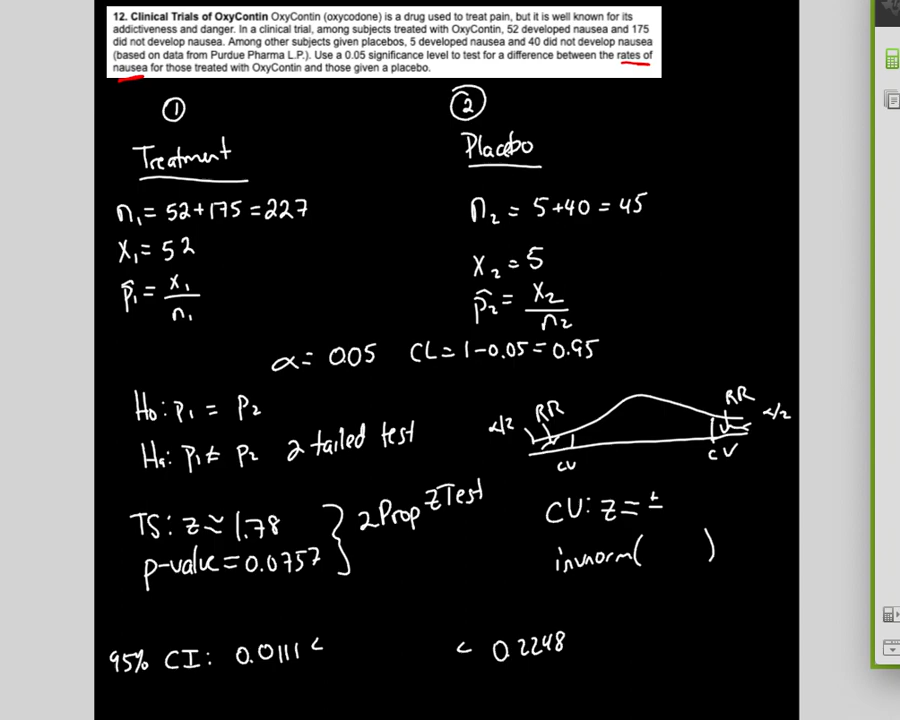 12. Clinical Trials of OxyContin OxyContin (oxycodone) is a drug used to treat pain, but it is well known for its
addictiveness and danger. In a clinical trial, among subjects treated with OxyContin, 52 developed nausea and 175
did not develop nausea. Among other subjects given placebos, 5 developed nausea and 40 did not develop nausea
(based on data from Purdue Pharma L.P.). Use a 0.05 significance level to test for a difference between the rates of
nausea for those treated with OxyContin and those given a placebo.
① ②
Treatment Placebo
n₁ = 52+175 = 227 n₂ = 5+40 = 45
x₁ = 52 x₂ = 5
p̂₁ = x₁/n₁ p̂₂ = x₂/n₂
α = 0.05 CL = 1-0.05 = 0.95
H₀: p₁ = p₂
Hₐ: p₁ ≠ p₂ 2 tailed test
α/2 RR RR α/2
CV CV
TS: z ≈ 1.78 } 2 Prop Z Test
p-value = 0.0757
CV: z = ±
invnorm( )
95% CI: 0.0111 < < 0.2248